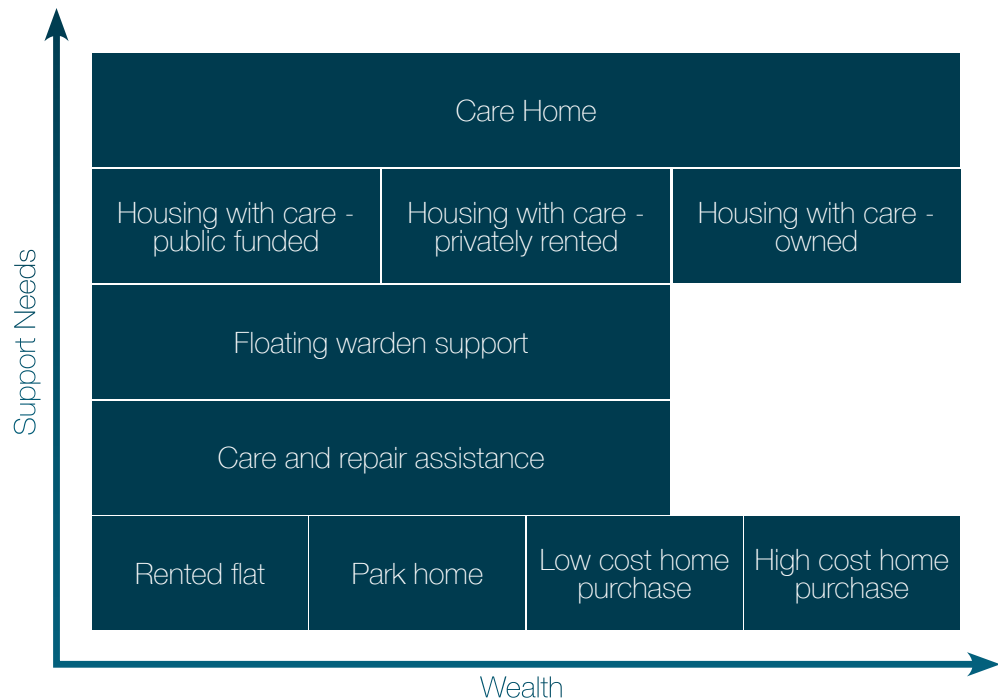 Care Home
Housing with care -
public funded
Housing with care -
privately rented
Housing with care -
owned
Floating warden support
Care and repair assistance
Rented flat
Park home
Low cost home
purchase
High cost home
purchase
Support Needs
Wealth